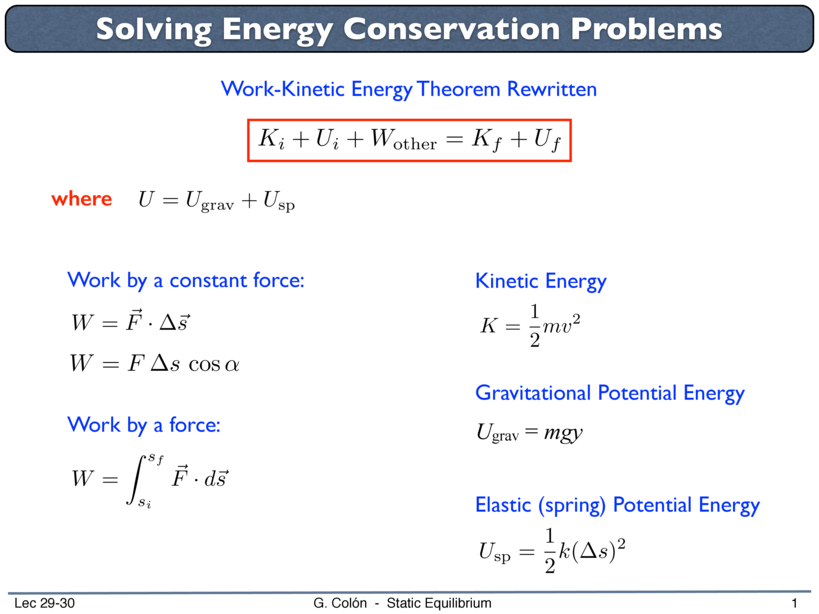 Solving Energy Conservation Problems
Work-Kinetic Energy Theorem Rewritten
$K_i + U_i + W_{\text{other}} = K_f + U_f$
where $U = U_{\text{grav}} + U_{\text{sp}}$
Work by a constant force:
$W = \vec{F} \cdot \Delta\vec{s}$
$W = F \, \Delta s \, \cos\alpha$
Work by a force:
$W = \int_{s_i}^{s_f} \vec{F} \cdot d\vec{s}$
Kinetic Energy
$K = \frac{1}{2}mv^2$
Gravitational Potential Energy
$U_{\text{grav}} = mgy$
Elastic (spring) Potential Energy
$U_{\text{sp}} = \frac{1}{2}k(\Delta s)^2$
Lec 29-30 G. Colón - Static Equilibrium 1